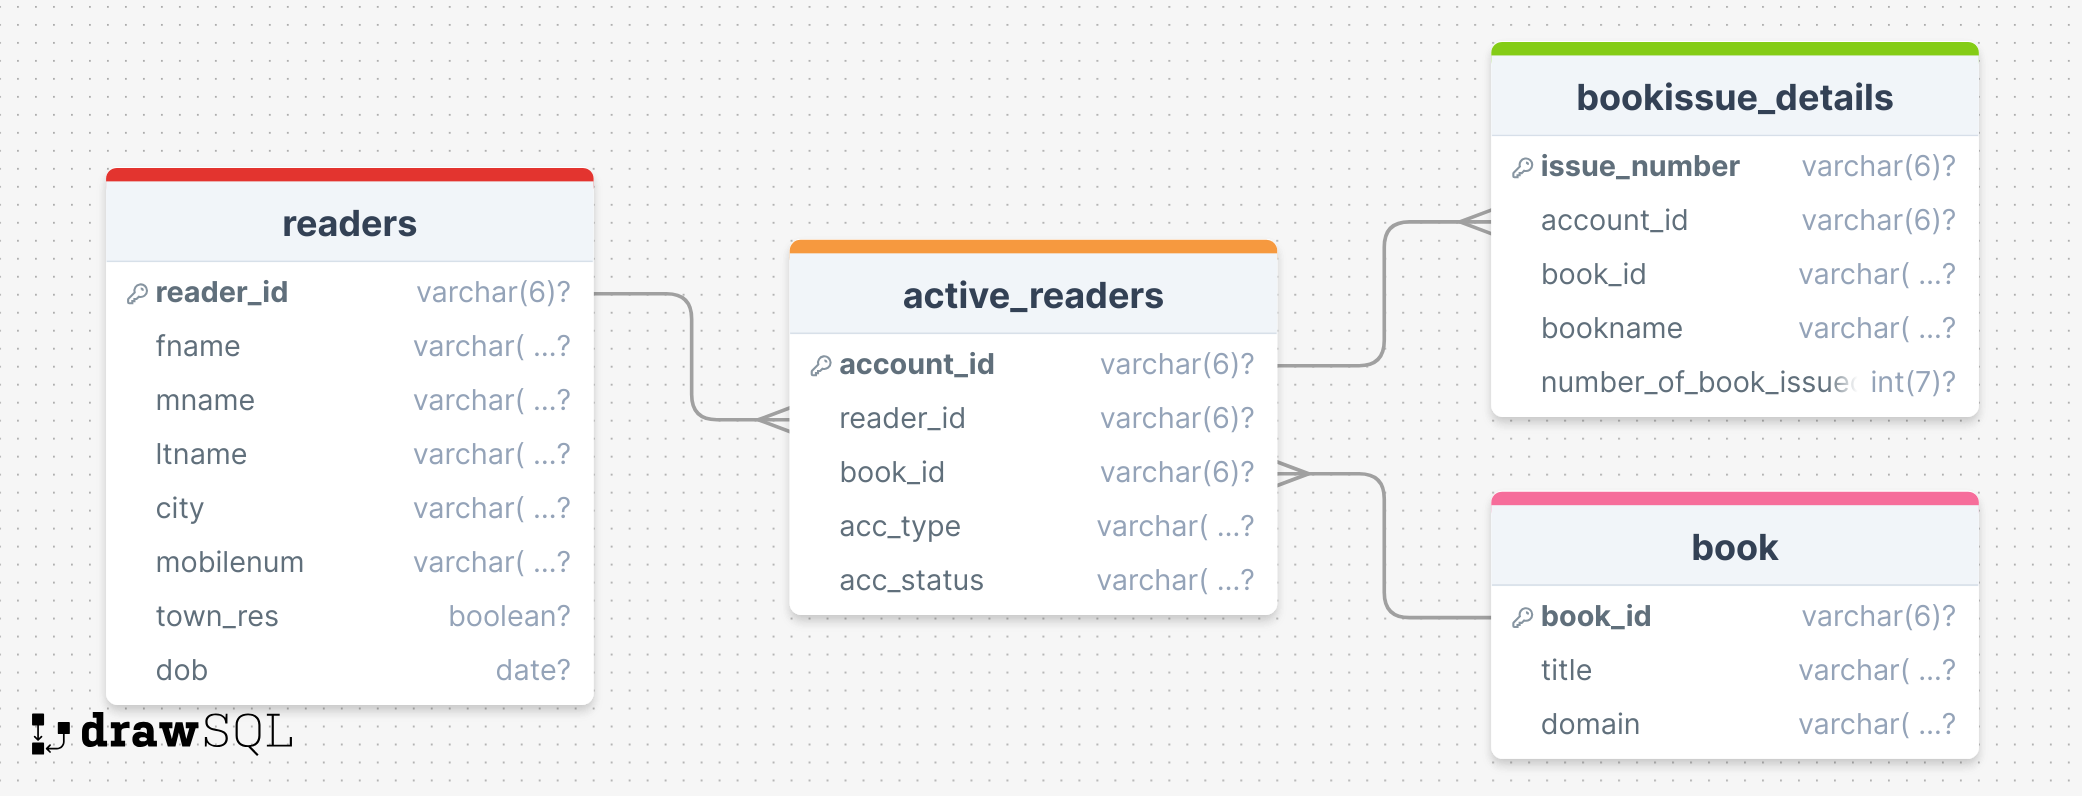 readers
reader_id varchar(6)?
fname varchar( ...?
mname varchar( ...?
ltname varchar( ...?
city varchar( ...?
mobilenum varchar( ...?
town_res boolean?
dob date?
active_readers
account_id varchar(6)?
reader_id varchar(6)?
book_id varchar(6)?
acc_type varchar( ...?
acc_status varchar( ...?
bookissue_details
issue_number varchar(6)?
account_id varchar(6)?
book_id varchar( ...?
bookname varchar( ...?
number_of_book_issue int(7)?
book
book_id varchar(6)?
title varchar( ...?
domain varchar( ...?
drawSQL